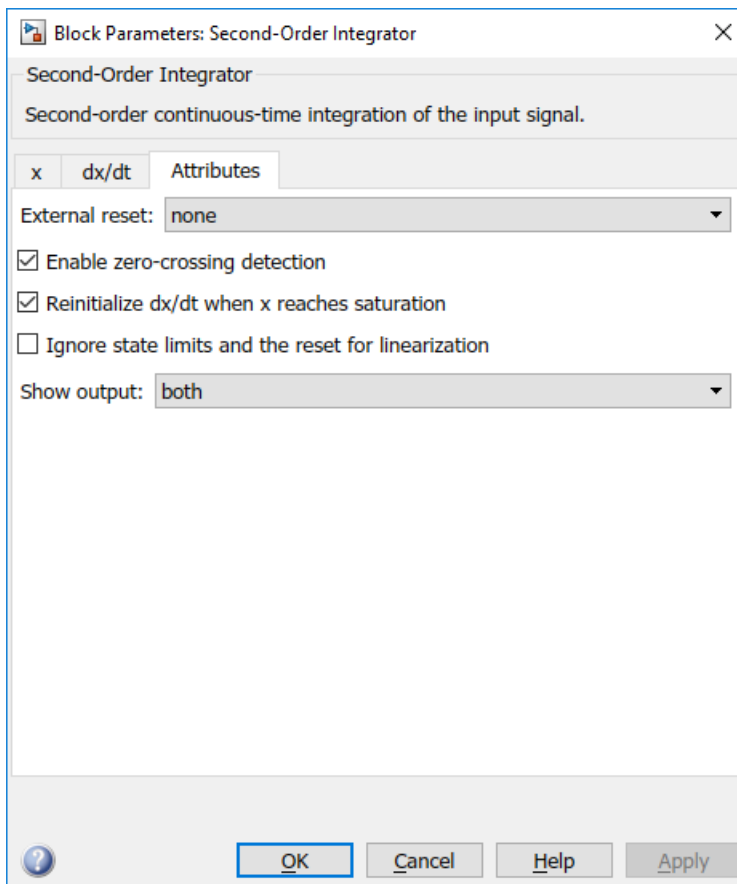 Block Parameters: Second-Order Integrator
Second-Order Integrator
Second-order continuous-time integration of the input signal.
x dx/dt Attributes
External reset: none
Enable zero-crossing detection
Reinitialize dx/dt when x reaches saturation
Ignore state limits and the reset for linearization
Show output: both
? OK Cancel Help Apply